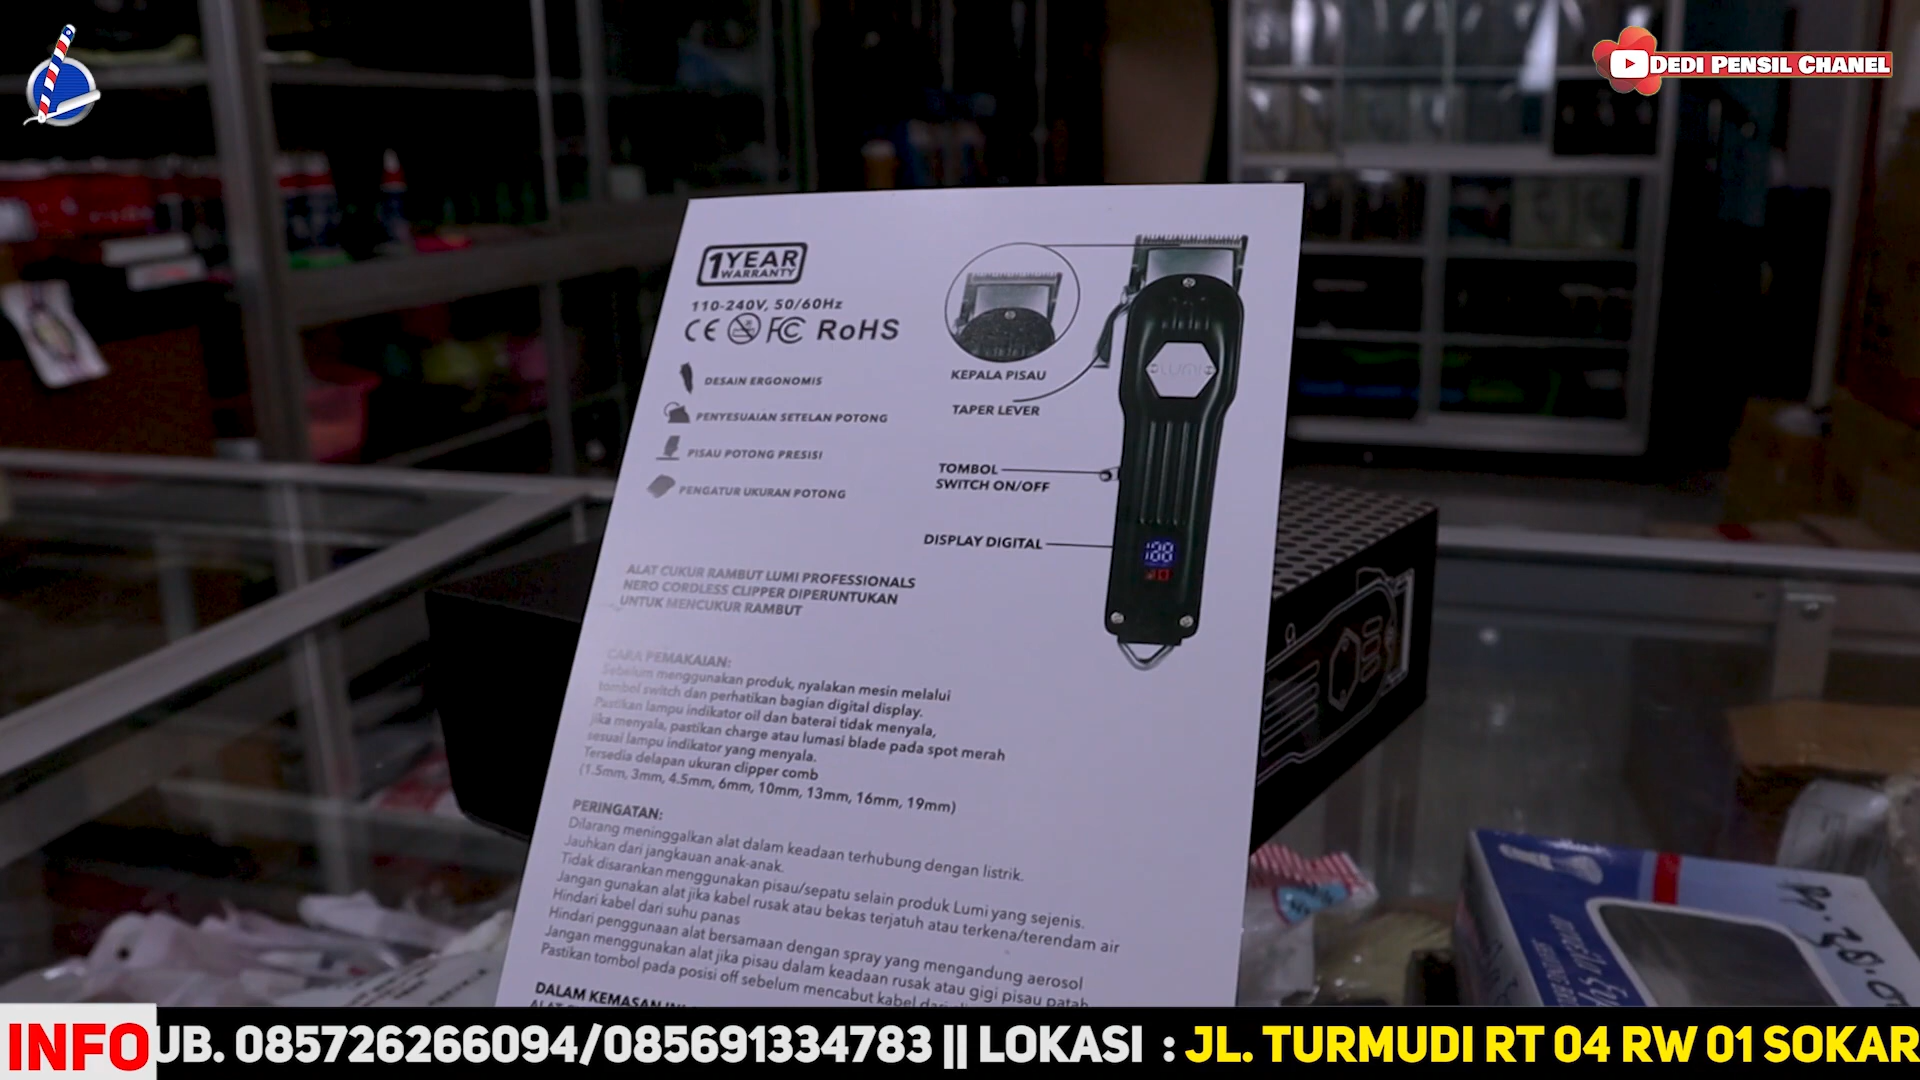 DEDI PENSIL CHANEL
1 YEAR
WARRANTY
110-240V, 50/60Hz
CE FC RoHS
DESAIN ERGONOMIS
PENYESUAIAN SETELAN POTONG
PISAU POTONG PRESISI
PENGATUR UKURAN POTONG
KEPALA PISAU
TAPER LEVER
TOMBOL
SWITCH ON/OFF
DISPLAY DIGITAL
LUMI
ALAT CUKUR RAMBUT LUMI PROFESSIONALS
NERO CORDLESS CLIPPER DIPERUNTUKAN
UNTUK MENCUKUR RAMBUT
CARA PEMAKAIAN:
Sebelum menggunakan produk, nyalakan mesin melalui
tombol switch dan perhatikan bagian digital display.
Pastikan lampu indikator oil dan baterai tidak menyala,
jika menyala, pastikan charge atau lumasi blade pada spot merah
sesuai lampu indikator yang menyala.
Tersedia delapan ukuran clipper comb
(1.5mm, 3mm, 4.5mm, 6mm, 10mm, 13mm, 16mm, 19mm)
PERINGATAN:
Dilarang meninggalkan alat dalam keadaan terhubung dengan listrik.
Jauhkan dari jangkauan anak-anak.
Tidak disarankan menggunakan pisau/sepatu selain produk Lumi yang sejenis.
Jangan gunakan alat jika kabel rusak atau bekas terjatuh atau terkena/terendam air
Hindari kabel dari suhu panas
Hindari penggunaan alat bersamaan dengan spray yang mengandung aerosol
Jangan menggunakan alat jika pisau dalam keadaan rusak atau gigi pisau patah
Pastikan tombol pada posisi off sebelum mencabut kabel dari
DALAM KEMASAN
INFO UB. 085726266094/085691334783 || LOKASI : JL. TURMUDI RT 04 RW 01 SOKAR